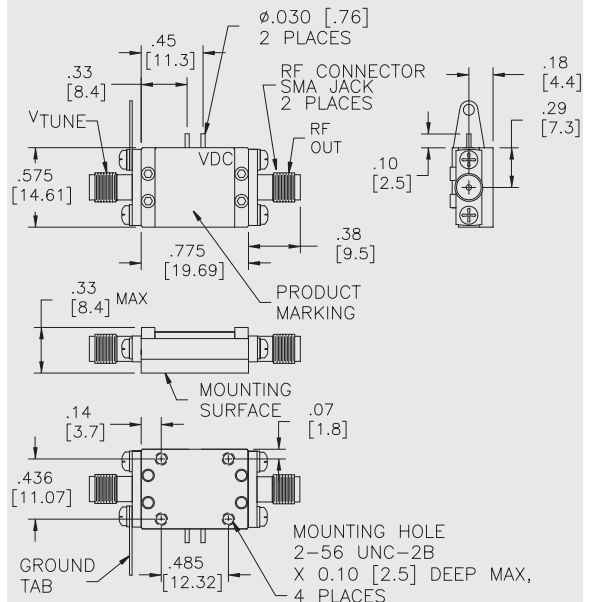 ø.030 [.76]
2 PLACES
.45
[11.3]
.33
[8.4]
RF CONNECTOR
SMA JACK
2 PLACES
.18
[4.4]
.29
[7.3]
VTUNE
VDC
RF
OUT
.10
[2.5]
.575
[14.61]
.775
[19.69]
.38
[9.5]
PRODUCT
MARKING
.33 MAX
[8.4]
MOUNTING
SURFACE
.14
[3.7]
.07
[1.8]
.436
[11.07]
GROUND
TAB
.485
[12.32]
MOUNTING HOLE
2-56 UNC-2B
X 0.10 [2.5] DEEP MAX,
4 PLACES